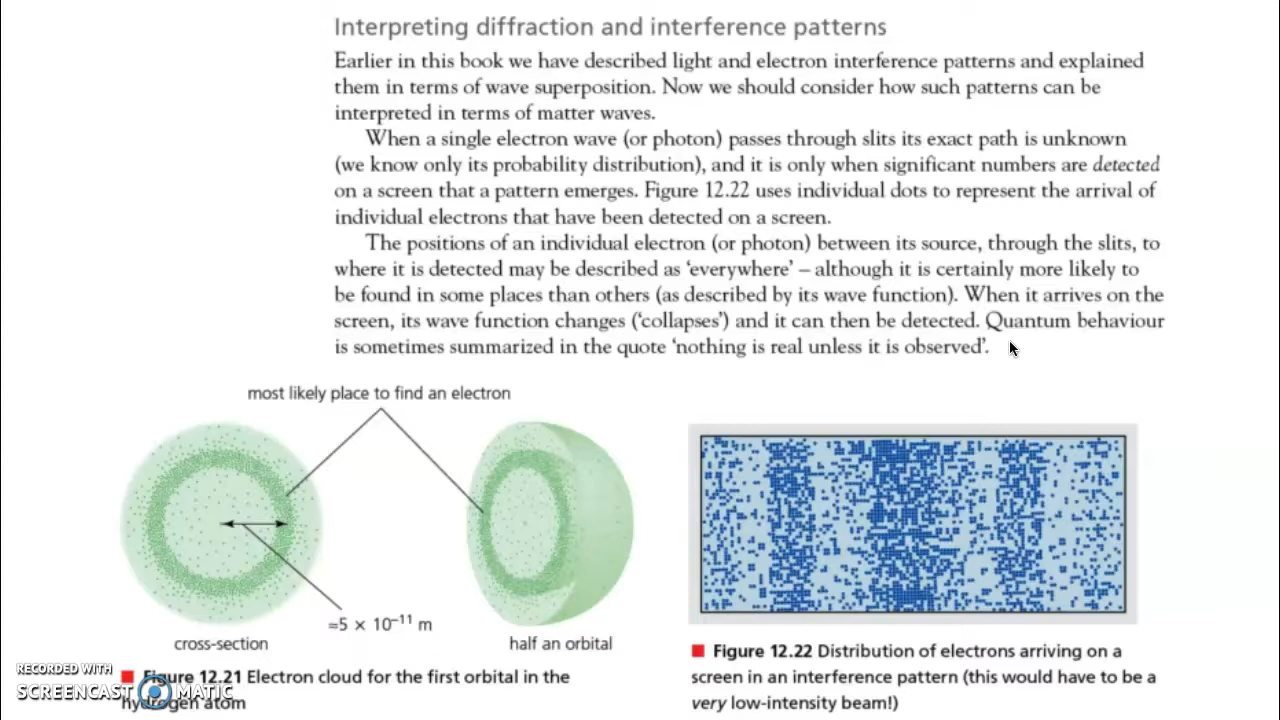 Interpreting diffraction and interference patterns
Earlier in this book we have described light and electron interference patterns and explained
them in terms of wave superposition. Now we should consider how such patterns can be
interpreted in terms of matter waves.
When a single electron wave (or photon) passes through slits its exact path is unknown
(we know only its probability distribution), and it is only when significant numbers are detected
on a screen that a pattern emerges. Figure 12.22 uses individual dots to represent the arrival of
individual electrons that have been detected on a screen.
The positions of an individual electron (or photon) between its source, through the slits, to
where it is detected may be described as ‘everywhere’ – although it is certainly more likely to
be found in some places than others (as described by its wave function). When it arrives on the
screen, its wave function changes (‘collapses’) and it can then be detected. Quantum behaviour
is sometimes summarized in the quote ‘nothing is real unless it is observed’.
most likely place to find an electron
≈5 × 10⁻¹¹ m
cross-section
half an orbital
Figure 12.21 Electron cloud for the first orbital in the
hydrogen atom
Figure 12.22 Distribution of electrons arriving on a
screen in an interference pattern (this would have to be a
very low-intensity beam!)
RECORDED WITH
SCREENCAST MATIC